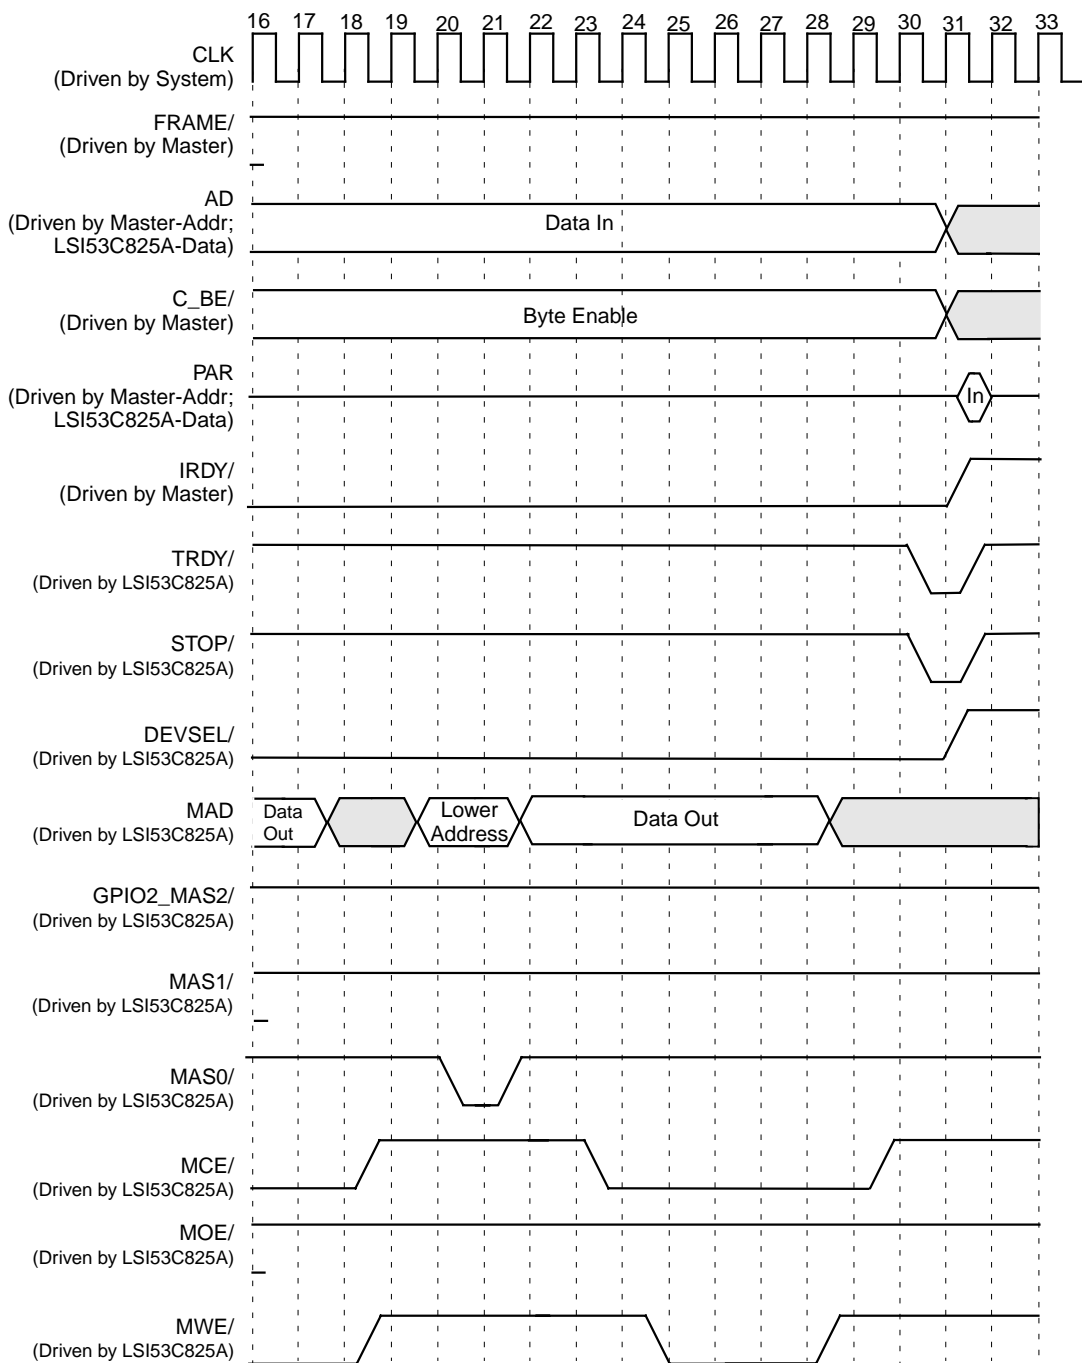 16 17 18 19 20 21 22 23 24 25 26 27 28 29 30 31 32 33
CLK
(Driven by System)
FRAME/
(Driven by Master)
AD
(Driven by Master-Addr;
LSI53C825A-Data)
Data In
C_BE/
(Driven by Master)
Byte Enable
PAR
(Driven by Master-Addr;
LSI53C825A-Data)
In
IRDY/
(Driven by Master)
TRDY/
(Driven by LSI53C825A)
STOP/
(Driven by LSI53C825A)
DEVSEL/
(Driven by LSI53C825A)
MAD
(Driven by LSI53C825A)
Data
Out
Lower
Address
Data Out
GPIO2_MAS2/
(Driven by LSI53C825A)
MAS1/
(Driven by LSI53C825A)
MAS0/
(Driven by LSI53C825A)
MCE/
(Driven by LSI53C825A)
MOE/
(Driven by LSI53C825A)
MWE/
(Driven by LSI53C825A)